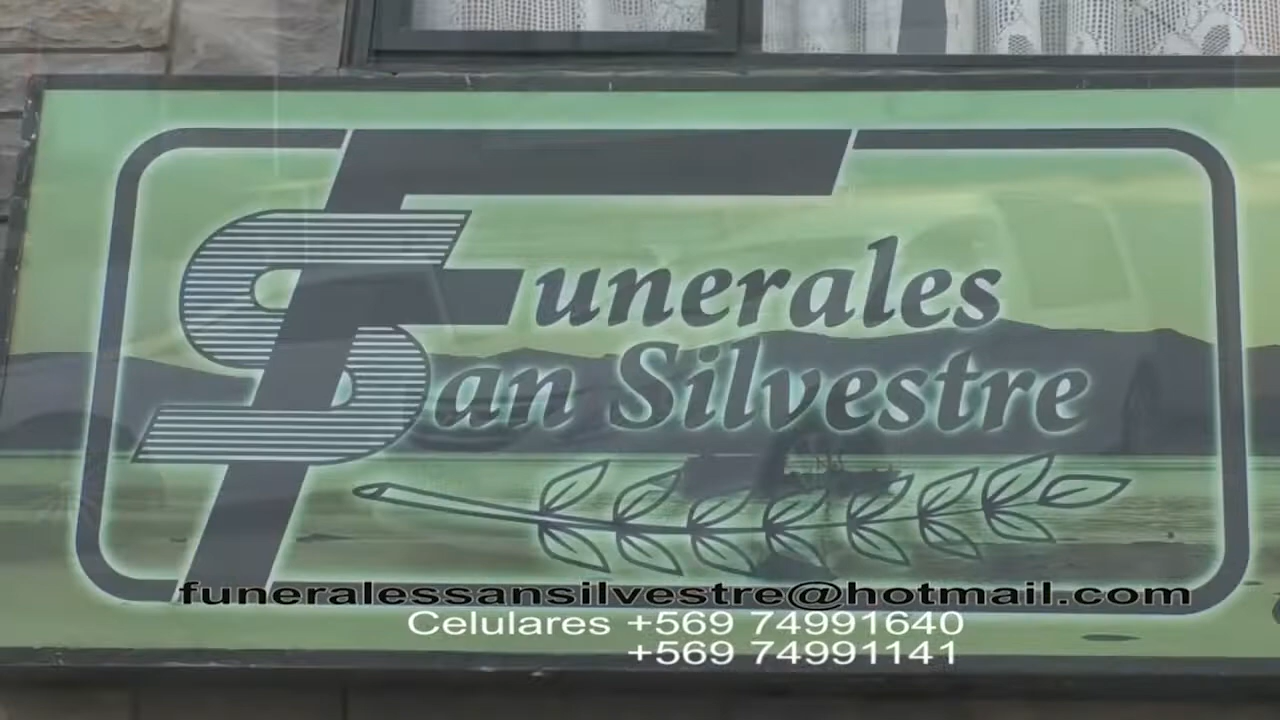 Funerales
San Silvestre
funeralessansilvestre@hotmail.com
Celulares +569 74991640
+569 74991141